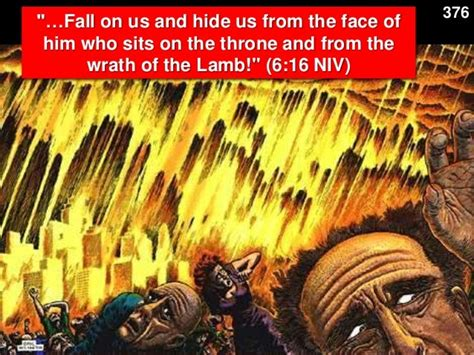 "…Fall on us and hide us from the face of
him who sits on the throne and from the
wrath of the Lamb!" (6:16 NIV)
376